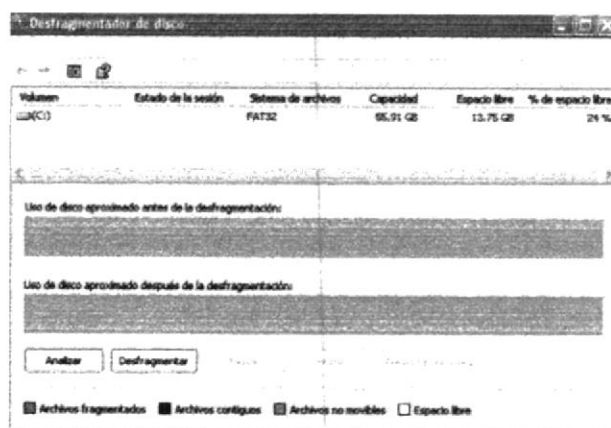 Desfragmentador de disco
Volumen Estado de la sesión Sistema de archivos Capacidad Espacio libre % de espacio libre
(C:) FAT32 55,91 GB 13,75 GB 24 %
Uso de disco aproximado antes de la desfragmentación:
Uso de disco aproximado después de la desfragmentación:
Analizar Desfragmentar
Archivos fragmentados Archivos contiguos Archivos no movibles Espacio libre